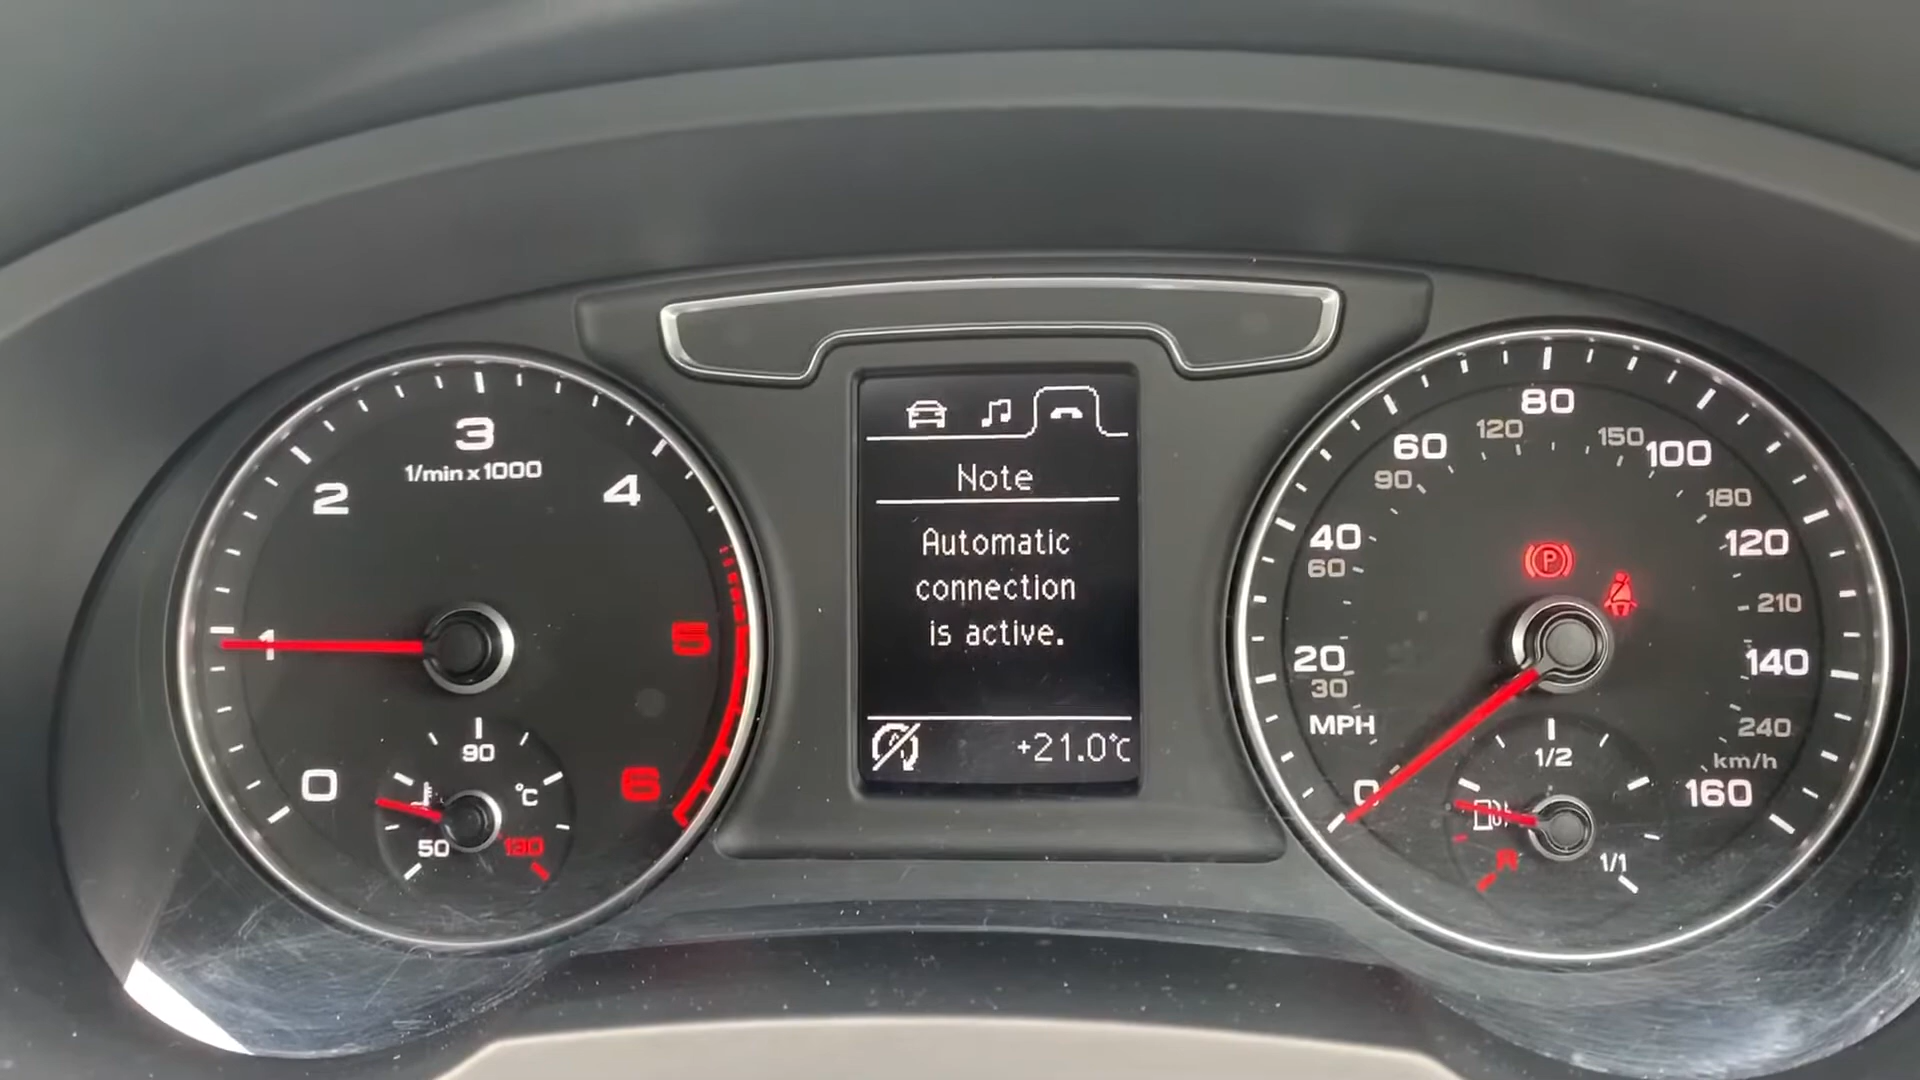 0
1
2
3
4
5
6
1/min x 1000
50
90
130
°C
Note
Automatic
connection
is active.
+21.0°C
0
20
40
60
80
100
120
140
160
MPH
30
60
90
120
150
180
210
240
km/h
P
R
1/2
1/1